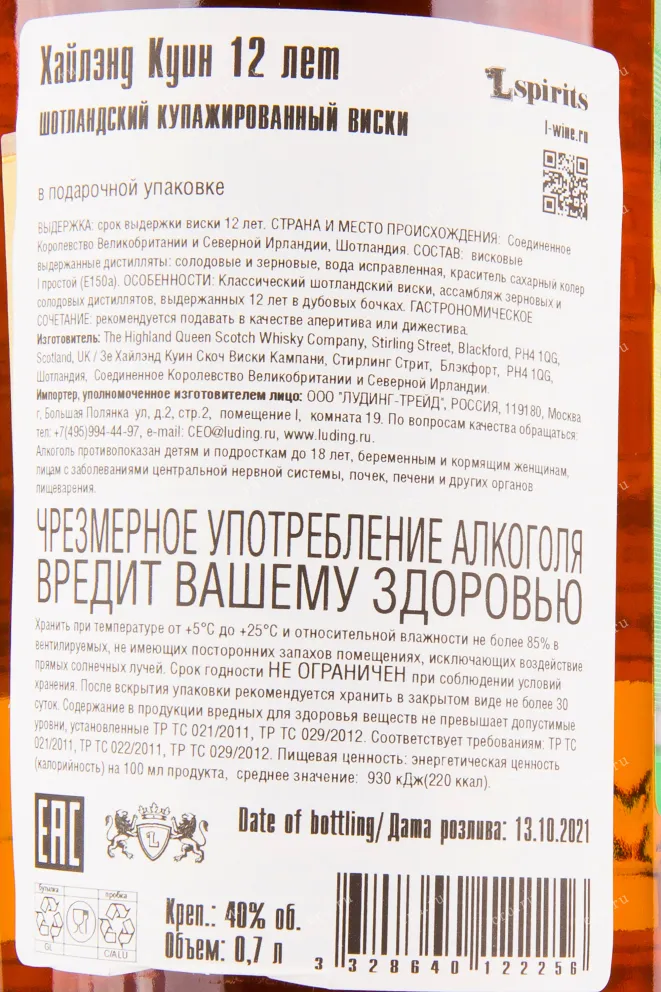 Хайлэнд Куин 12 лет
L spirits
ШОТЛАНДСКИЙ КУПАЖИРОВАННЫЙ ВИСКИ
l-wine.ru
в подарочной упаковке
ВЫДЕРЖКА: срок выдержки виски 12 лет. СТРАНА И МЕСТО ПРОИСХОЖДЕНИЯ: Соединенное
Королевство Великобритании и Северной Ирландии, Шотландия. СОСТАВ: висковые
выдержанные дистилляты: солодовые и зерновые, вода исправленная, краситель сахарный колер
I простой (Е150а). ОСОБЕННОСТИ: Классический шотландский виски, ассамбляж зерновых и
солодовых дистиллятов, выдержанных 12 лет в дубовых бочках. ГАСТРОНОМИЧЕСКОЕ
СОЧЕТАНИЕ: рекомендуется подавать в качестве аперитива или дижестива.
Изготовитель: The Highland Queen Scotch Whisky Company, Stirling Street, Blackford, PH4 1QG,
Scotland, UK / Зе Хайлэнд Куин Скоч Виски Кампани, Стирлинг Стрит, Блэкфорт, PH4 1QG,
Шотландия, Соединенное Королевство Великобритании и Северной Ирландии.
Импортер, уполномоченное изготовителем лицо: ООО "ЛУДИНГ-ТРЕЙД", РОССИЯ, 119180, Москва
г, Большая Полянка ул, д.2, стр.2, помещение I, комната 19. По вопросам качества обращаться:
тел: +7(495)994-44-97, e-mail: CEO@luding.ru, www.luding.ru.
Алкоголь противопоказан детям и подросткам до 18 лет, беременным и кормящим женщинам,
лицам с заболеваниями центральной нервной системы, почек, печени и других органов
пищеварения.
ЧРЕЗМЕРНОЕ УПОТРЕБЛЕНИЕ АЛКОГОЛЯ
ВРЕДИТ ВАШЕМУ ЗДОРОВЬЮ
Хранить при температуре от +5°С до +25°С и относительной влажности не более 85% в
вентилируемых, не имеющих посторонних запахов помещениях, исключающих воздействие
прямых солнечных лучей. Срок годности НЕ ОГРАНИЧЕН при соблюдении условий
хранения. После вскрытия упаковки рекомендуется хранить в закрытом виде не более 30
суток. Содержание в продукции вредных для здоровья веществ не превышает допустимые
уровни, установленные ТР ТС 021/2011, ТР ТС 029/2012. Соответствует требованиям: ТР ТС
021/2011, ТР ТС 022/2011, ТР ТС 029/2012. Пищевая ценность: энергетическая ценность
(калорийность) на 100 мл продукта, среднее значение: 930 кДж(220 ккал).
EAC
L
Date of bottling/ Дата розлива: 13.10.2021
бутылка
пробка
GL
C/ALU
Креп.: 40% об.
Объем: 0,7 л
3 328640 122256